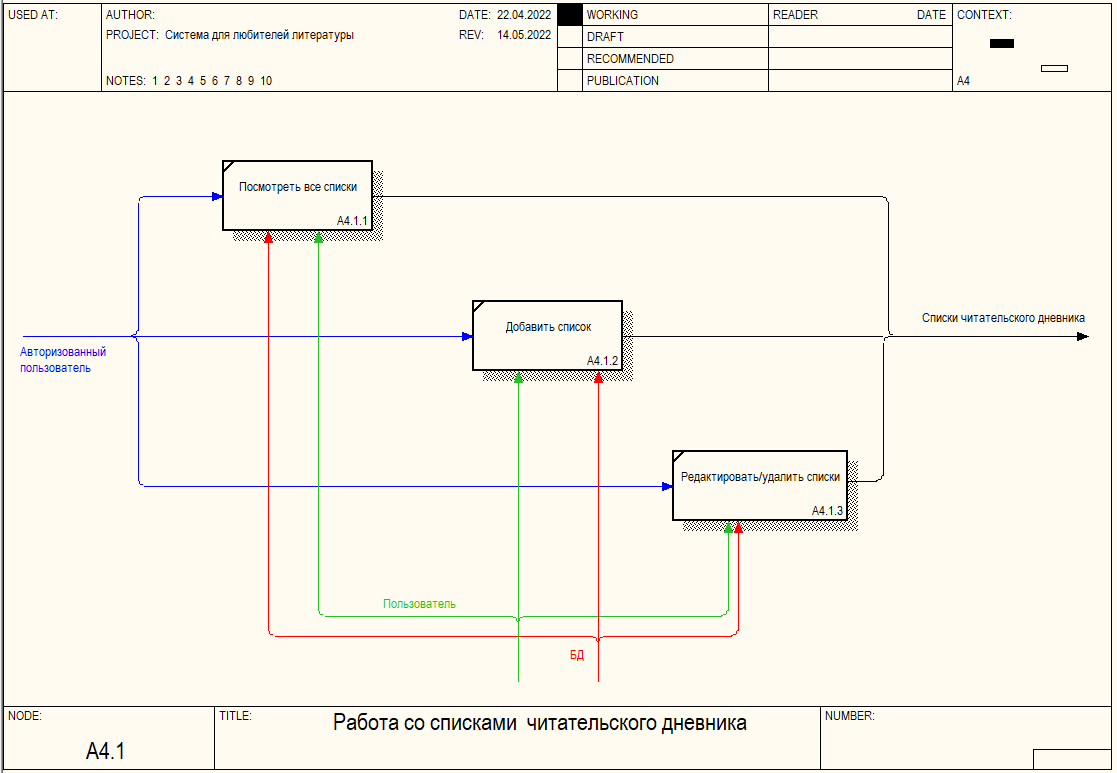 USED AT:
AUTHOR:
DATE: 22.04.2022
PROJECT: Система для любителей литературы
REV: 14.05.2022
NOTES: 1 2 3 4 5 6 7 8 9 10
WORKING
DRAFT
RECOMMENDED
PUBLICATION
READER
DATE
CONTEXT:
A4
Посмотреть все списки
A4.1.1
Добавить список
A4.1.2
Списки читательского дневника
Авторизованный
пользователь
Редактировать/удалить списки
A4.1.3
Пользователь
БД
NODE:
A4.1
TITLE:
Работа со списками читательского дневника
NUMBER: